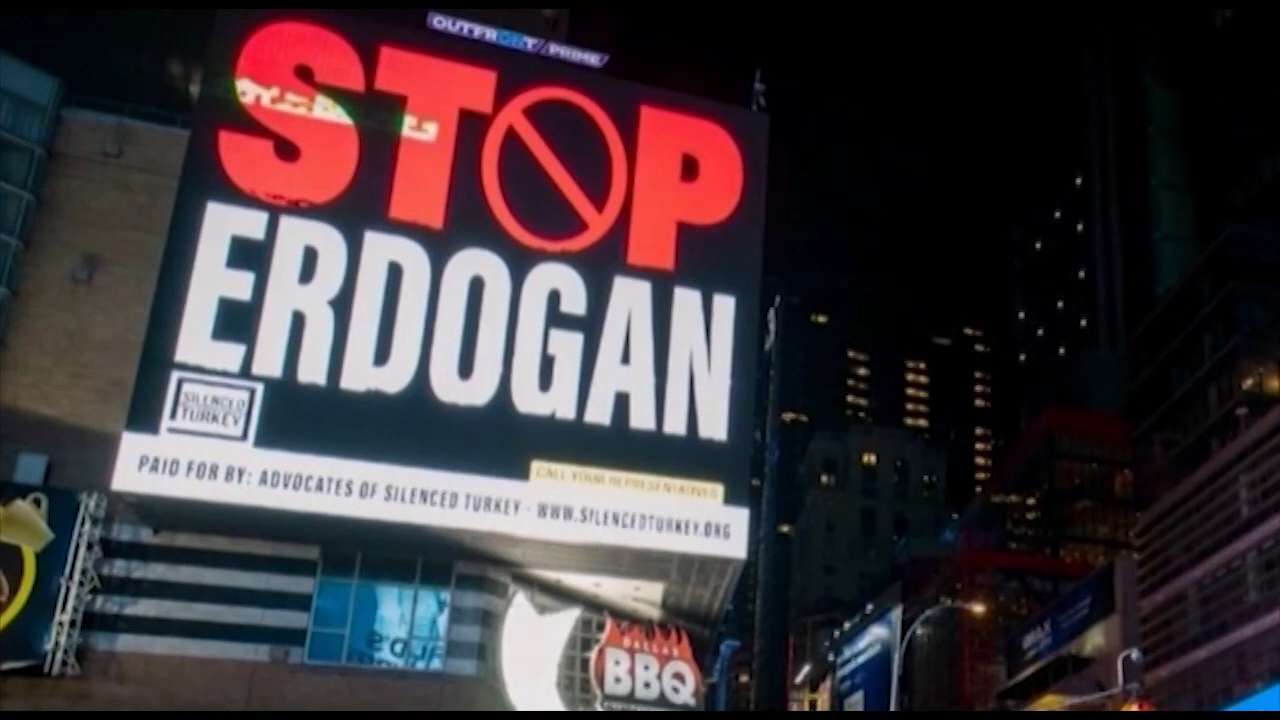 OUTFRONT/PRIME
STOP
ERDOGAN
SILENCED
TURKEY
CALL YOUR REPRESENTATIVES
PAID FOR BY: ADVOCATES OF SILENCED TURKEY · WWW.SILENCEDTURKEY.ORG
DALLAS
BBQ